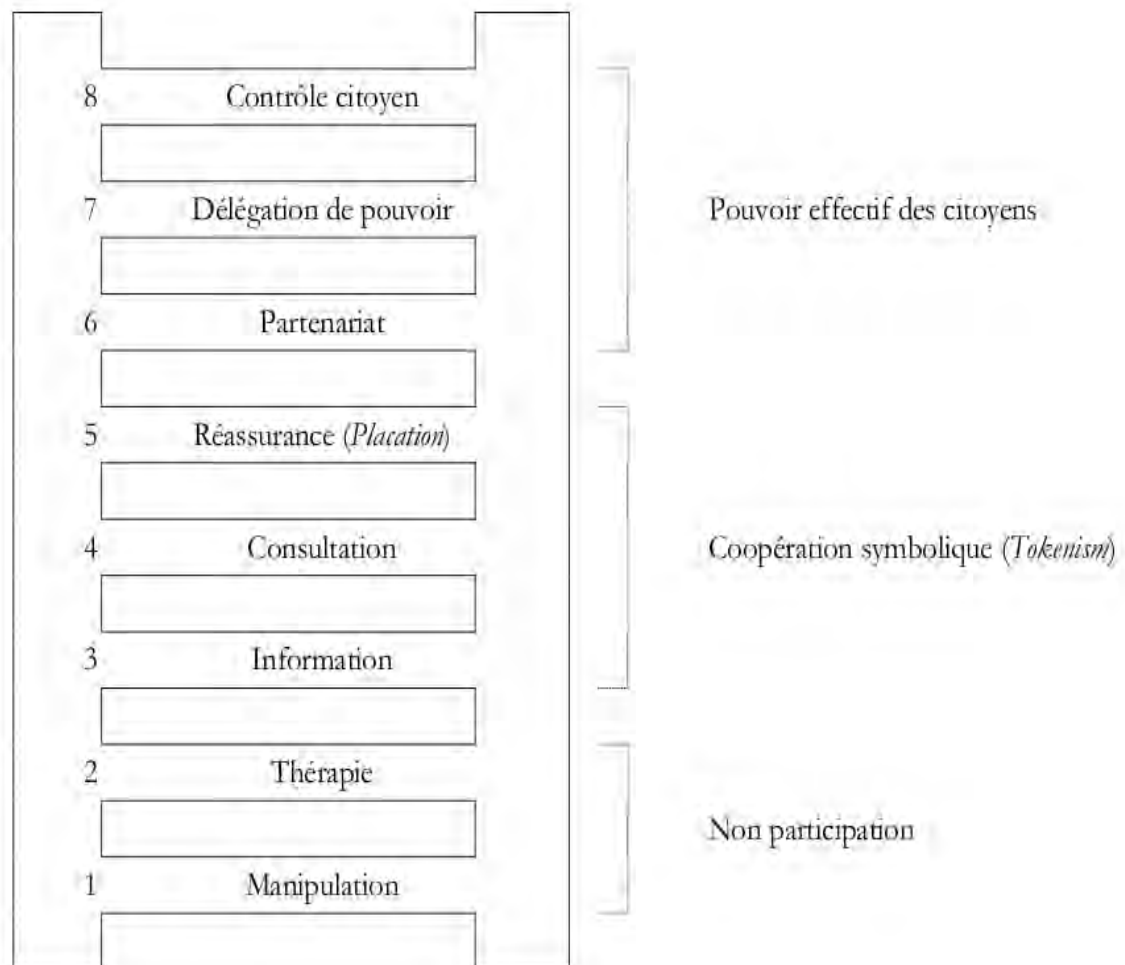 8 Contrôle citoyen
7 Délégation de pouvoir
Pouvoir effectif des citoyens
6 Partenariat
5 Réassurance (Placation)
4 Consultation
Coopération symbolique (Tokenism)
3 Information
2 Thérapie
Non participation
1 Manipulation